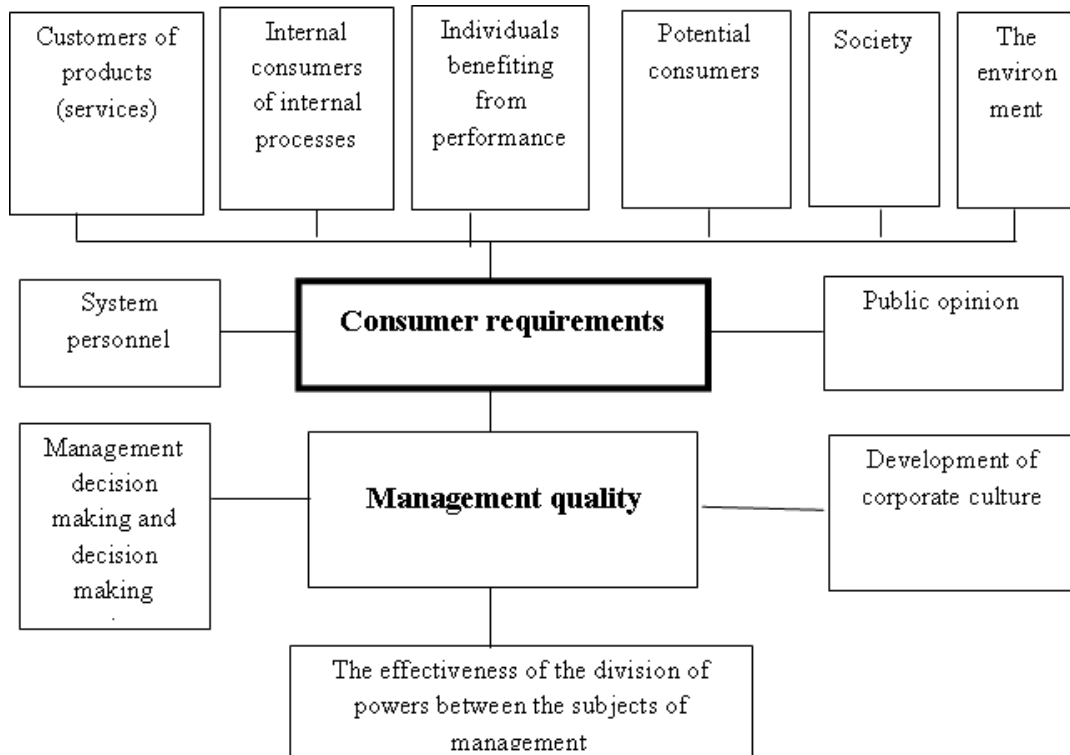 Customers of
products
(services)
Internal
consumers
of internal
processes
Individuals
benefiting
from
performance
Potential
consumers
Society
The
environ
ment
System
personnel
Consumer requirements
Public opinion
Management
decision
making and
decision
making
.
Management quality
Development of
corporate culture
The effectiveness of the division of
powers between the subjects of
management